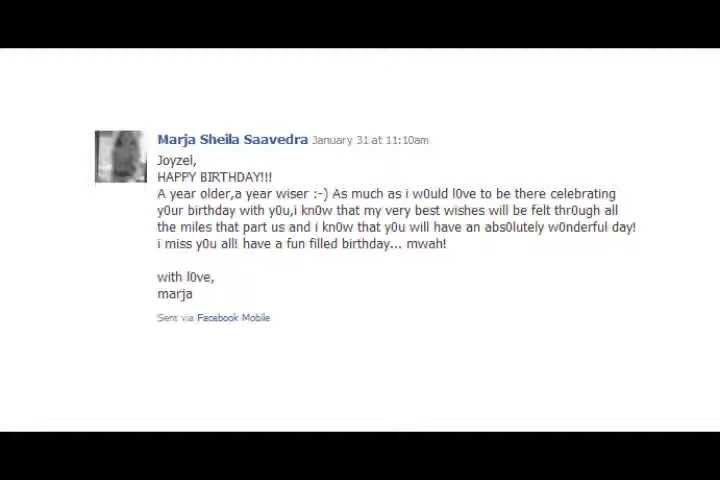 Marja Sheila Saavedra January 31 at 11:10am
Joyzel,
HAPPY BIRTHDAY!!!
A year older,a year wiser :-) As much as i w0uld l0ve to be there celebrating
y0ur birthday with y0u,i kn0w that my very best wishes will be felt thr0ugh all
the miles that part us and i kn0w that y0u will have an abs0lutely w0nderful day!
i miss y0u all! have a fun filled birthday... mwah!
with l0ve,
marja
Sent via Facebook Mobile